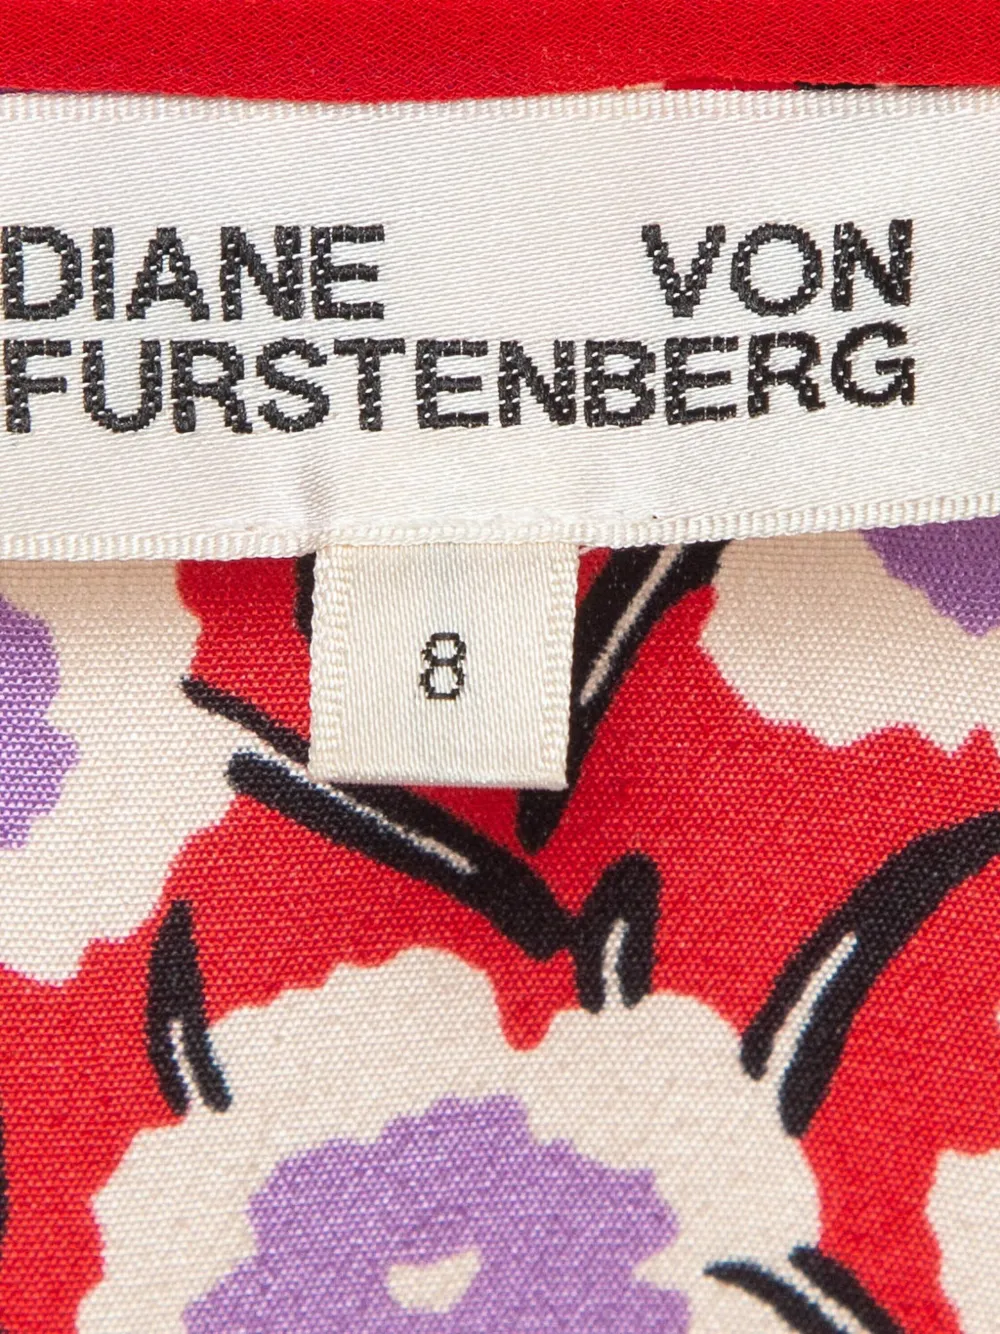 DIANE VON
FURSTENBERG
8